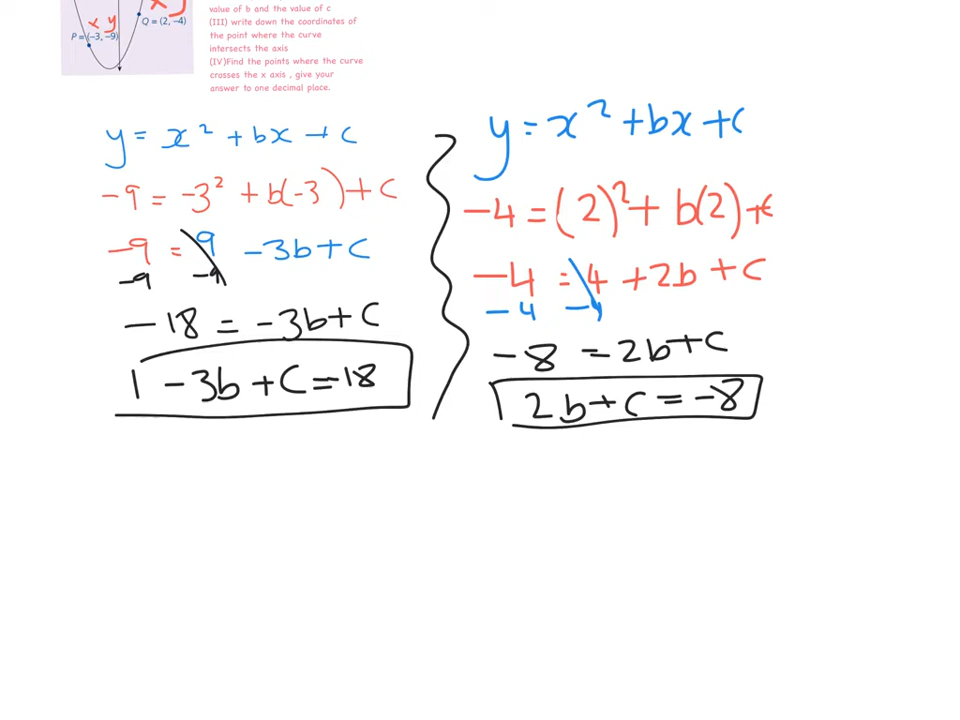 x y
x y
Q = (2, −4)
P = (−3, −9)
value of b and the value of c
(III) write down the coordinates of
the point where the curve
intersects the axis
(IV)Find the points where the curve
crosses the x axis , give your
answer to one decimal place.
y = x² + bx + c
-9 = -3² + b(-3) + c
-9 = 9 -3b + c
-9 -9
-18 = -3b + c
1 -3b + c = -18
y = x² + bx + c
-4 = (2)² + b(2) + c
-4 = 4 + 2b + c
-4 -4
-8 = 2b + c
2b + c = -8